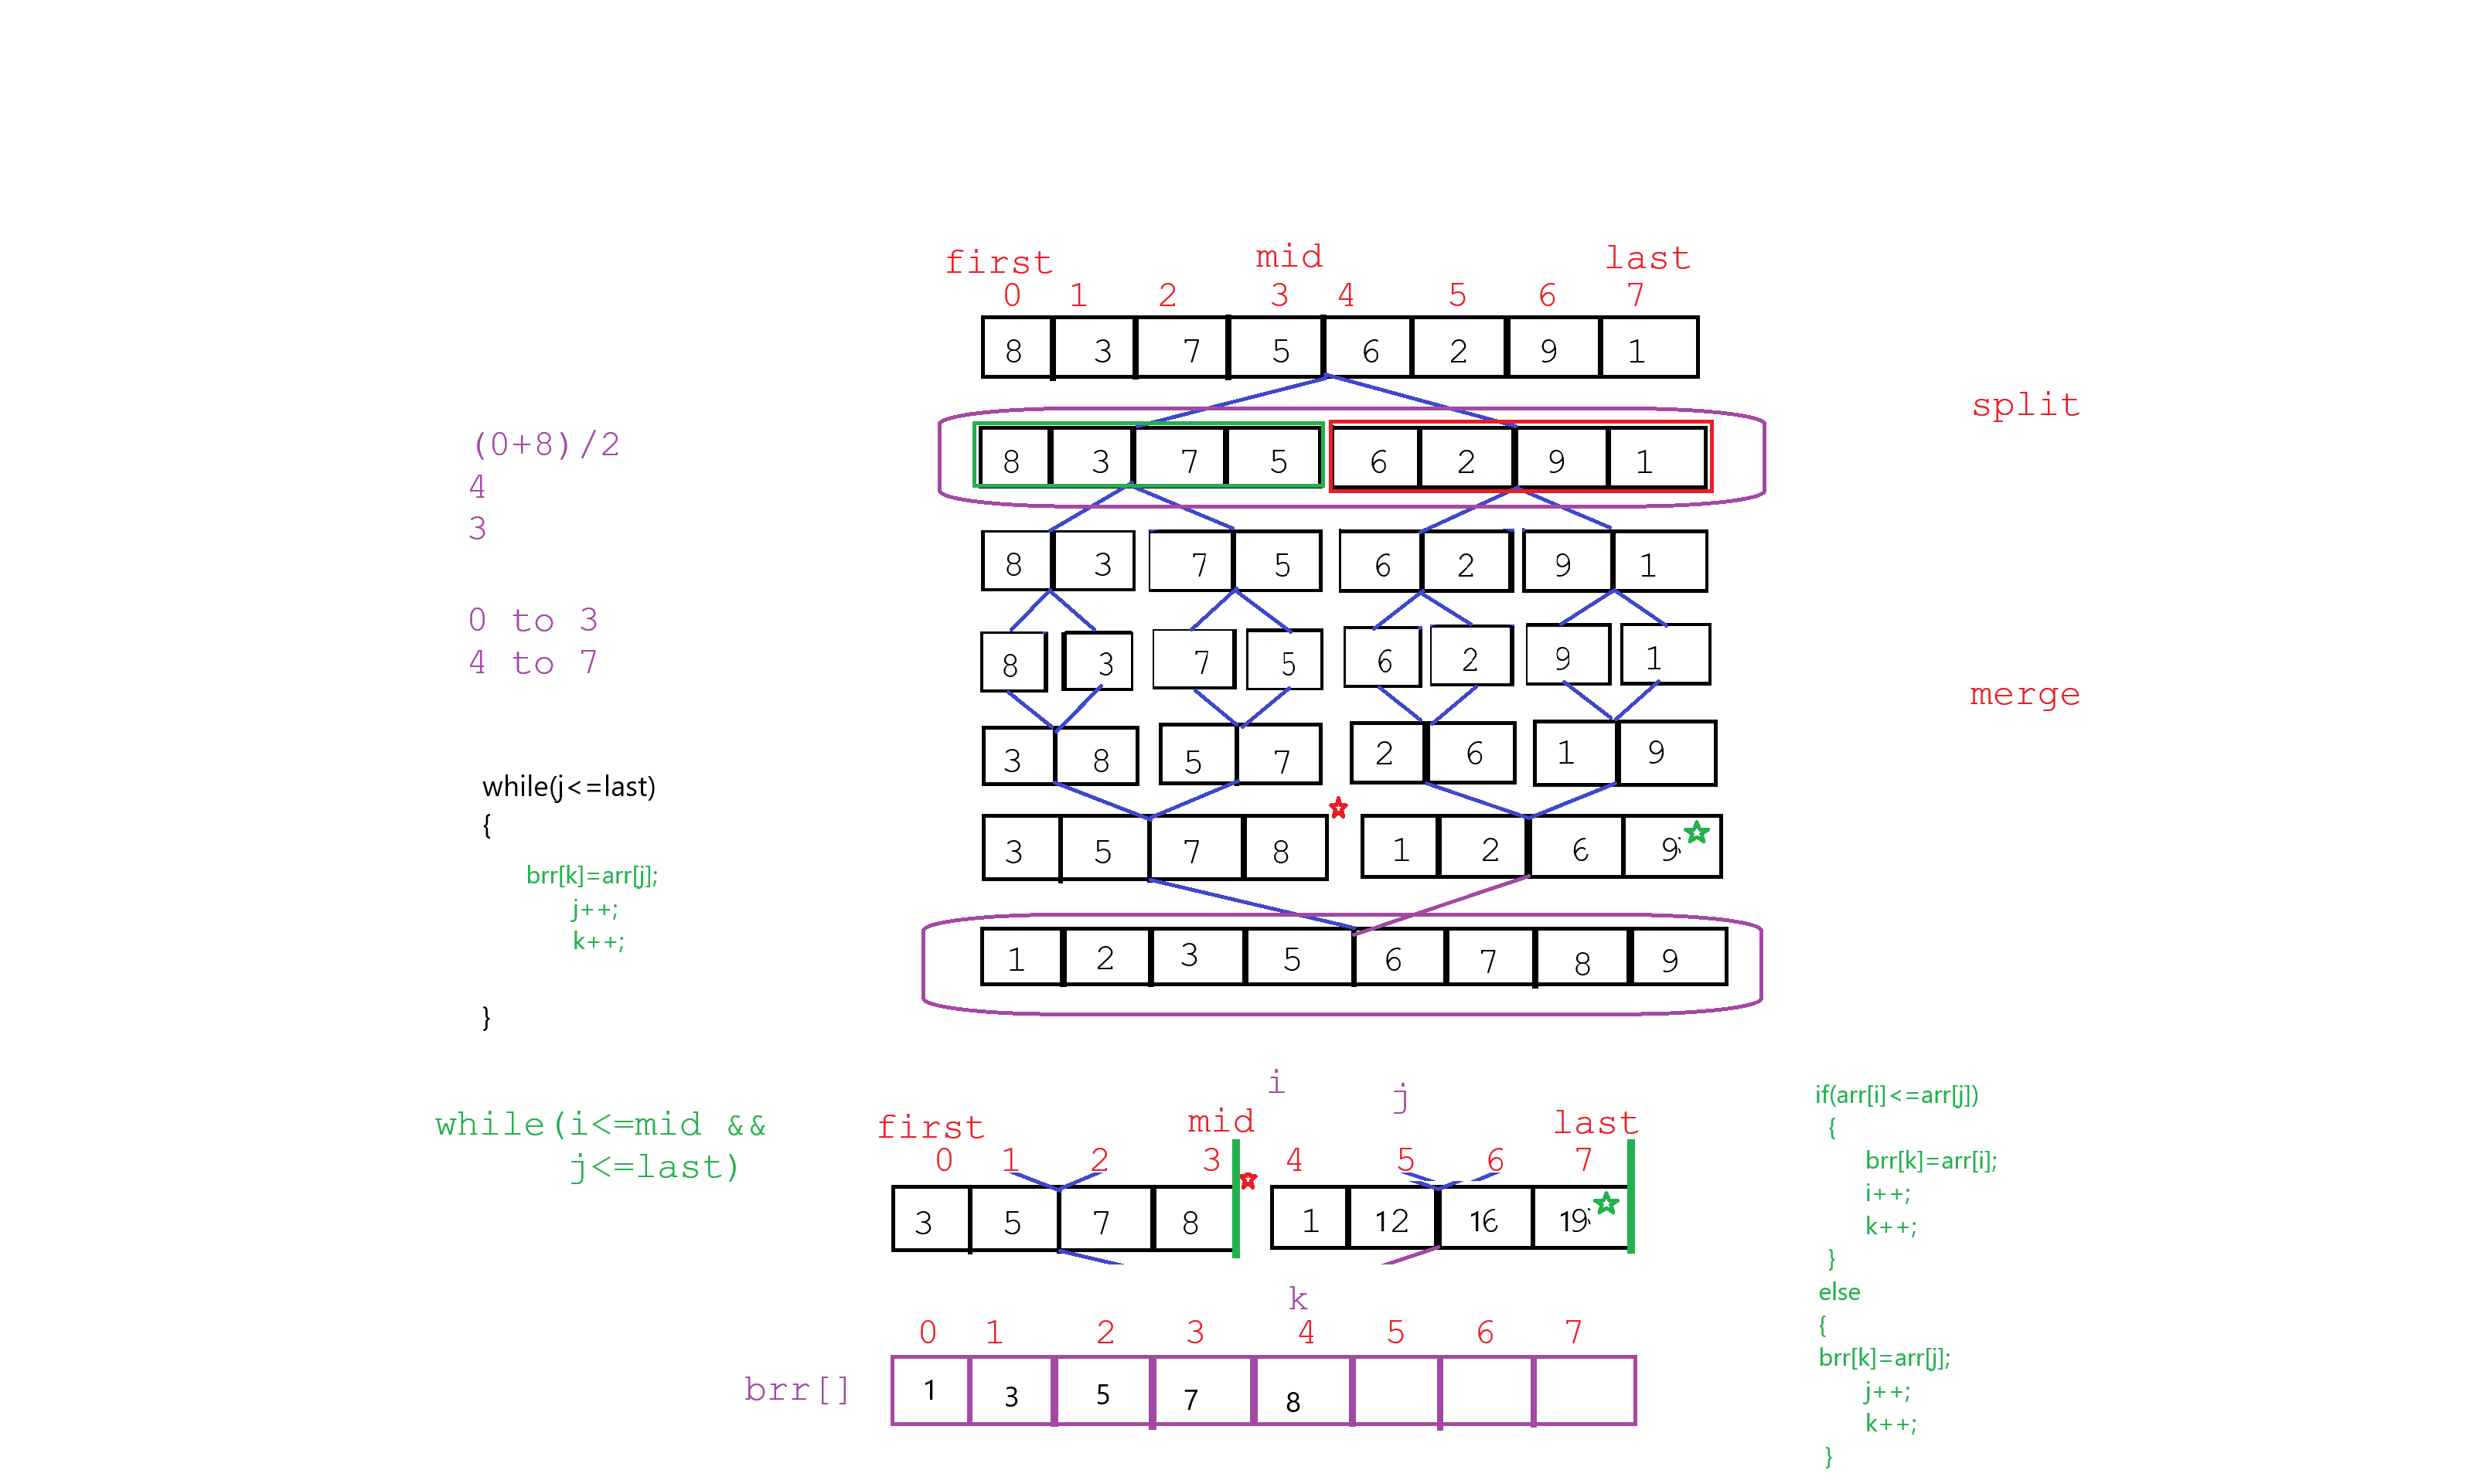 first mid last
0 1 2 3 4 5 6 7
8 3 7 5 6 2 9 1
split
(0+8)/2
4
3
8 3 7 5 6 2 9 1
8 3 7 5 6 2 9 1
0 to 3
4 to 7
8 3 7 5 6 2 9 1
merge
3 8 5 7 2 6 1 9
while(j<=last)
{
brr[k]=arr[j];
j++;
k++;
}
3 5 7 8 1 2 6 9
1 2 3 5 6 7 8 9
while(i<=mid &&
j<=last)
i j
first mid last
0 1 2 3 4 5 6 7
3 5 7 8 1 12 16 19
k
0 1 2 3 4 5 6 7
brr[] 1 3 5 7 8
if(arr[i]<=arr[j])
{
brr[k]=arr[i];
i++;
k++;
}
else
{
brr[k]=arr[j];
j++;
k++;
}